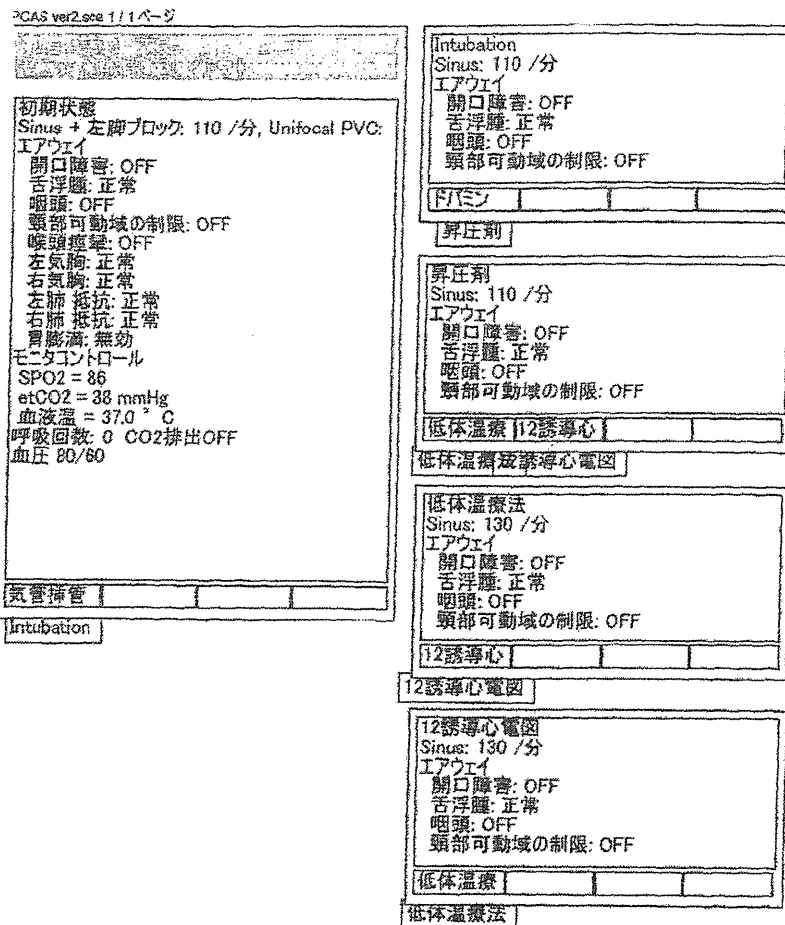 PCAS ver2.sce 1 / 1ページ
初期状態
Sinus + 左脚ブロック: 110 /分, Unifocal PVC:
エアウェイ
開口障害: OFF
舌浮腫: 正常
咽頭: OFF
頸部可動域の制限: OFF
喉頭痙攣: OFF
左気胸: 正常
右気胸: 正常
左肺 抵抗: 正常
右肺 抵抗: 正常
胃膨満: 無効
モニタコントロール
SPO2 = 86
etCO2 = 38 mmHg
血液温 = 37.0 ° C
呼吸回数: 0 CO2排出OFF
血圧 80/60
気管挿管
Intubation
Intubation
Sinus: 110 /分
エアウェイ
開口障害: OFF
舌浮腫: 正常
咽頭: OFF
頸部可動域の制限: OFF
ドパミン
昇圧剤
昇圧剤
Sinus: 110 /分
エアウェイ
開口障害: OFF
舌浮腫: 正常
咽頭: OFF
頸部可動域の制限: OFF
低体温療 12誘導心
低体温療法 誘導心電図
低体温療法
Sinus: 130 /分
エアウェイ
開口障害: OFF
舌浮腫: 正常
咽頭: OFF
頸部可動域の制限: OFF
12誘導心
12誘導心電図
12誘導心電図
Sinus: 130 /分
エアウェイ
開口障害: OFF
舌浮腫: 正常
咽頭: OFF
頸部可動域の制限: OFF
低体温療
低体温療法